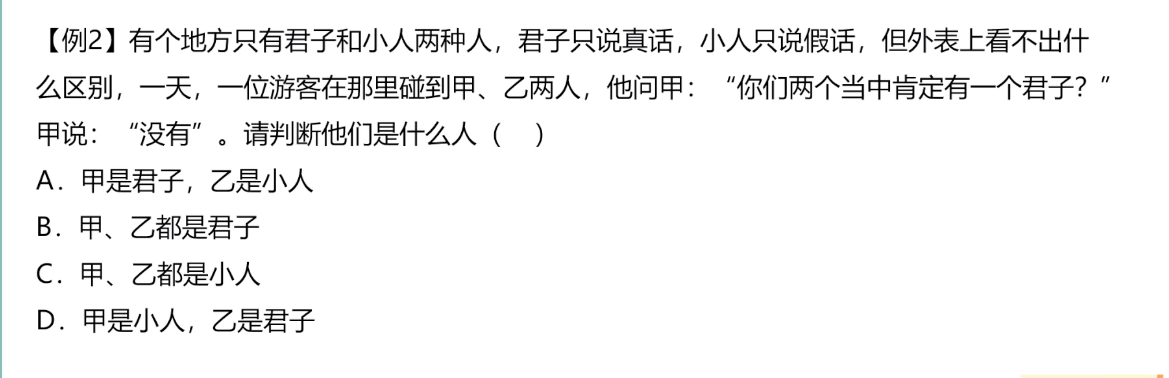 【例2】有个地方只有君子和小人两种人，君子只说真话，小人只说假话，但外表上看不出什
么区别，一天，一位游客在那里碰到甲、乙两人，他问甲：“你们两个当中肯定有一个君子？”
甲说：“没有”。请判断他们是什么人（ ）
A．甲是君子，乙是小人
B．甲、乙都是君子
C．甲、乙都是小人
D．甲是小人，乙是君子